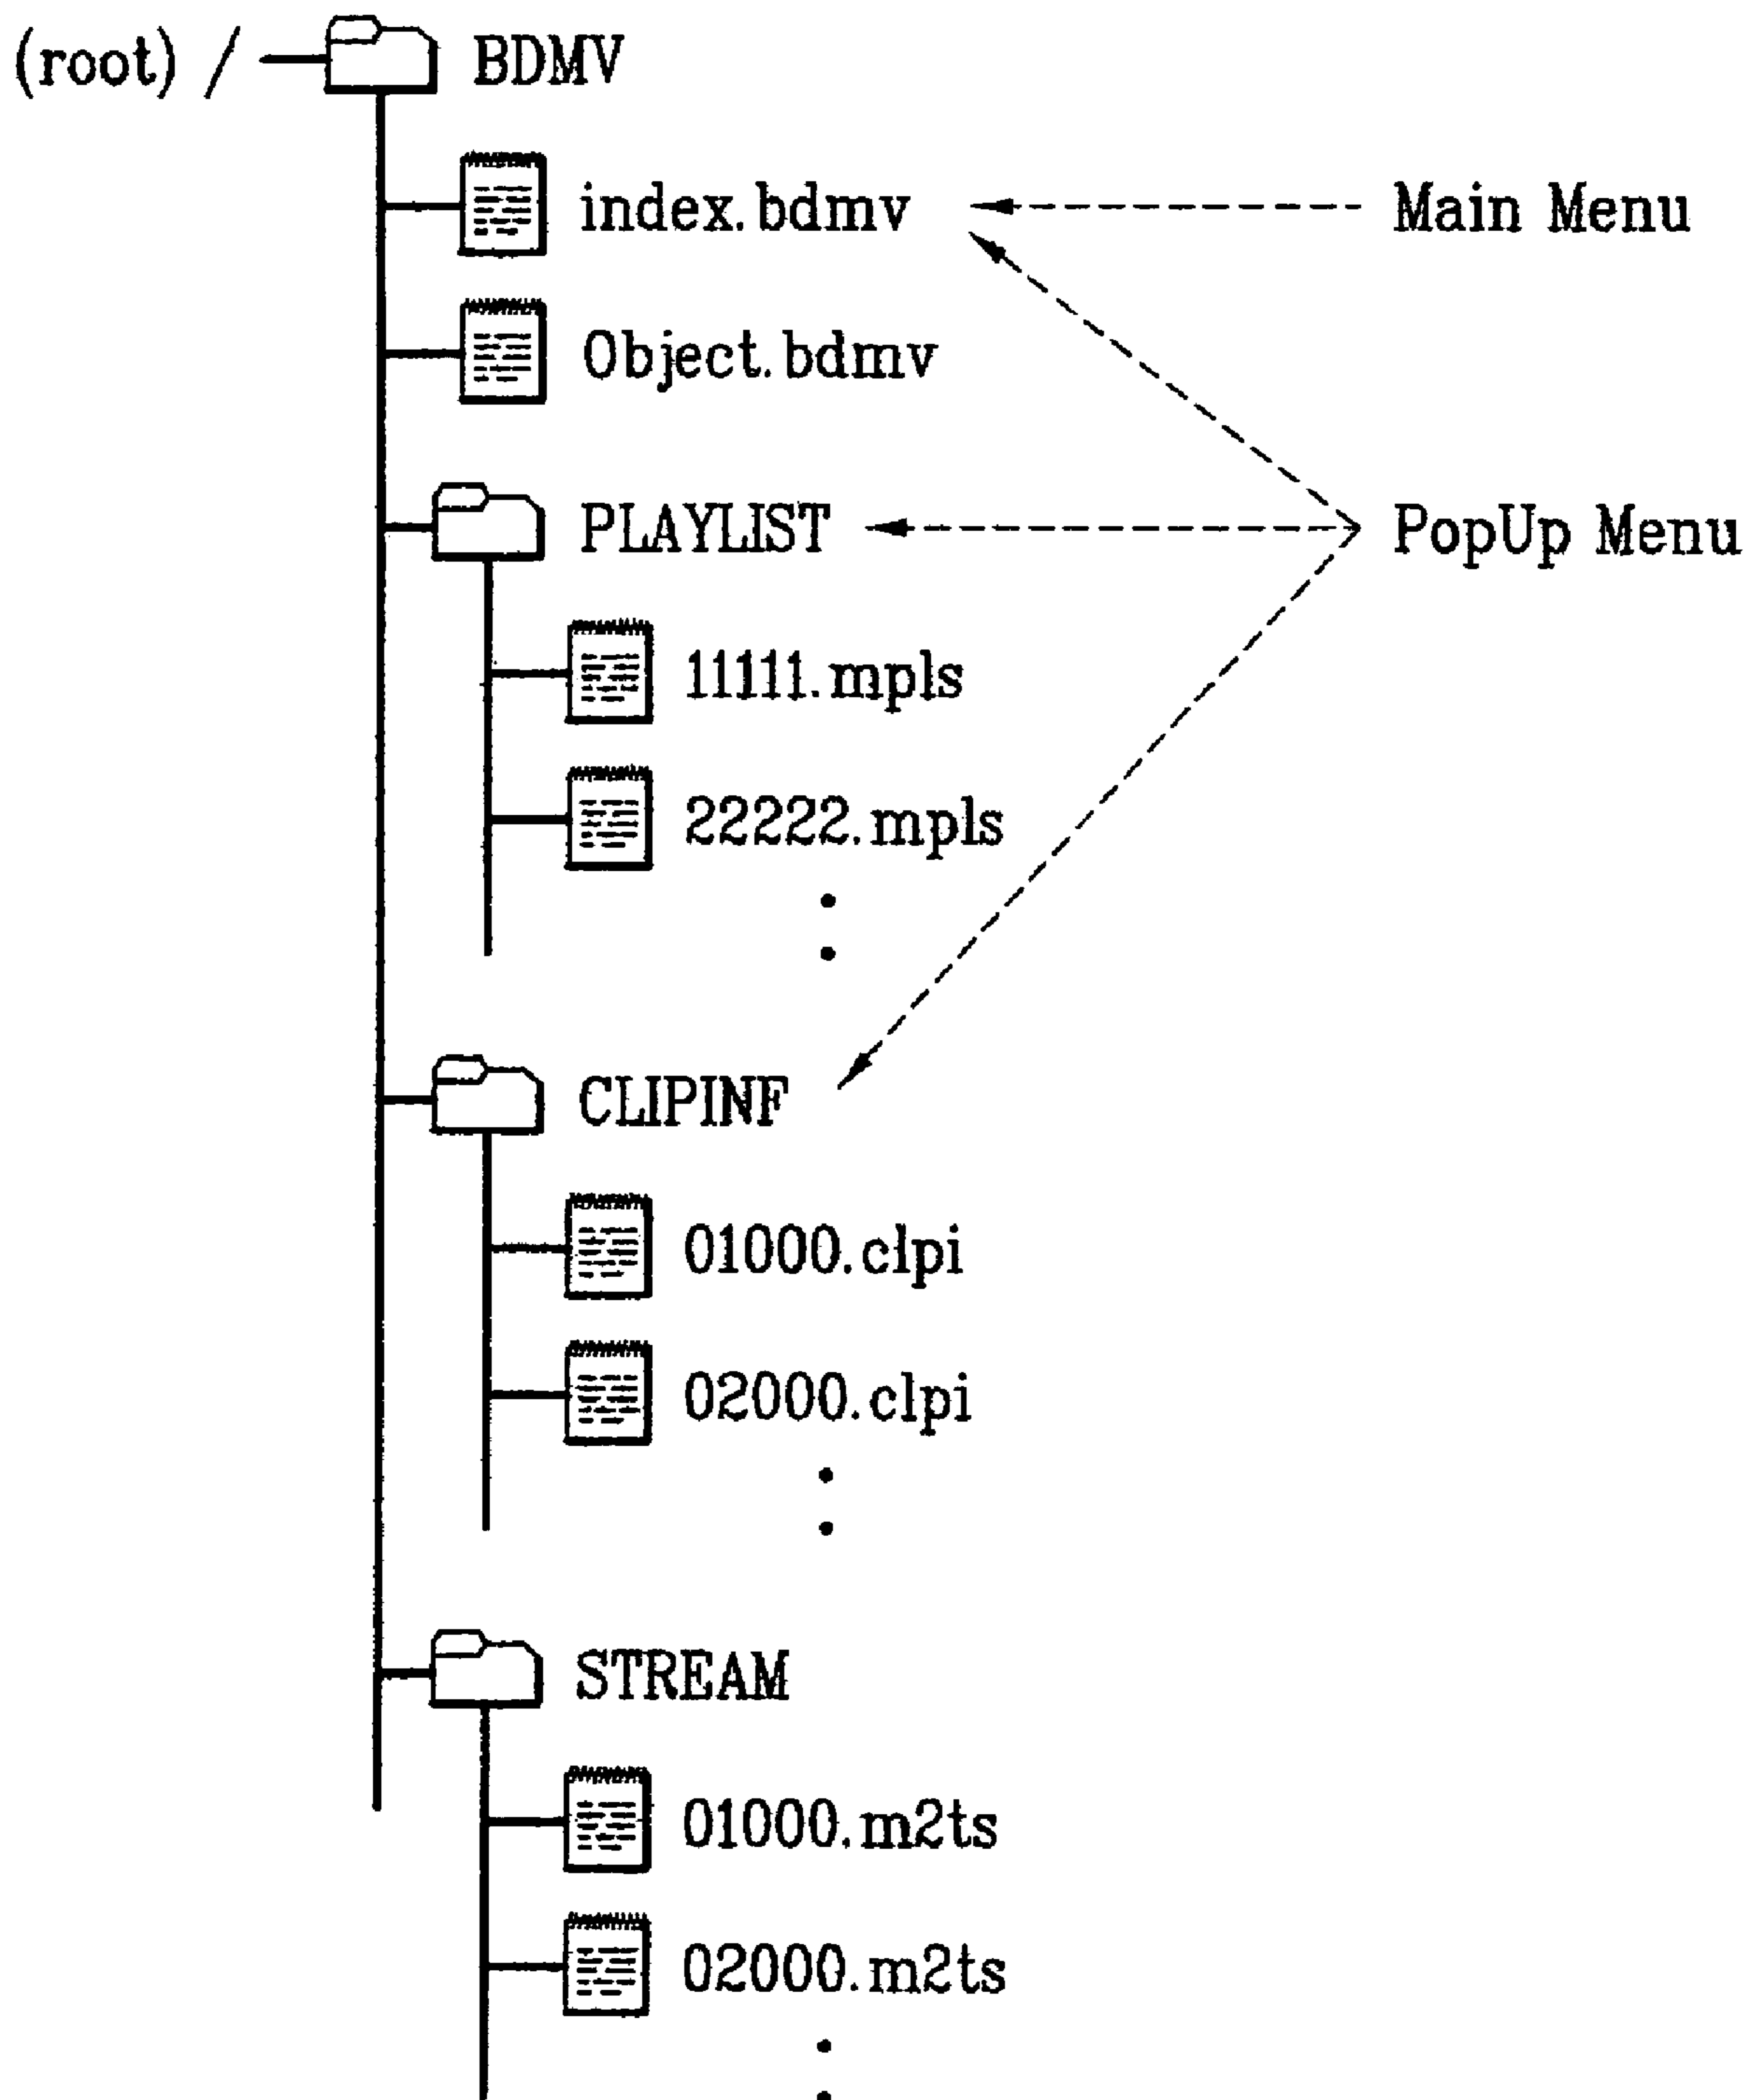 (root) / BDMV
index.bdmv Main Menu
Object.bdmv
PLAYLIST PopUp Menu
11111.mpls
22222.mpls
CLIPINF
01000.clpi
02000.clpi
STREAM
01000.m2ts
02000.m2ts